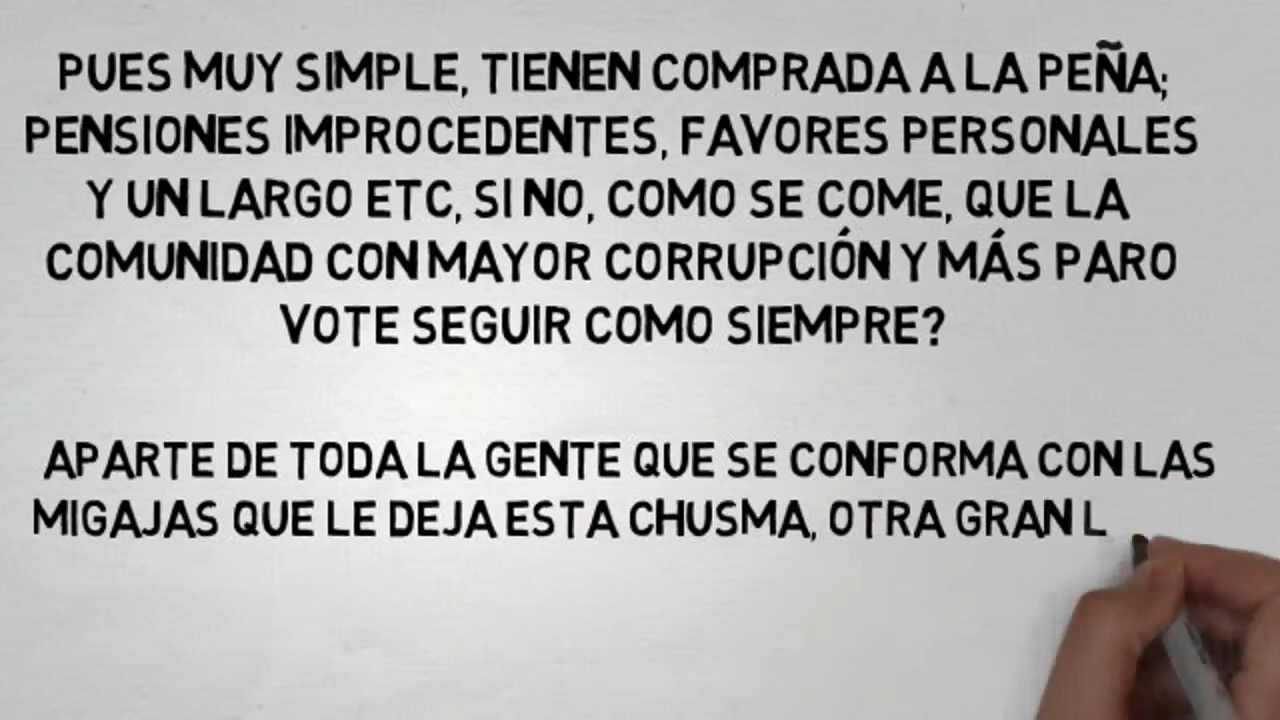 PUES MUY SIMPLE, TIENEN COMPRADA A LA PEÑA;
PENSIONES IMPROCEDENTES, FAVORES PERSONALES
Y UN LARGO ETC, SI NO, COMO SE COME, QUE LA
COMUNIDAD CON MAYOR CORRUPCIÓN Y MÁS PARO
VOTE SEGUIR COMO SIEMPRE?
APARTE DE TODA LA GENTE QUE SE CONFORMA CON LAS
MIGAJAS QUE LE DEJA ESTA CHUSMA, OTRA GRAN L